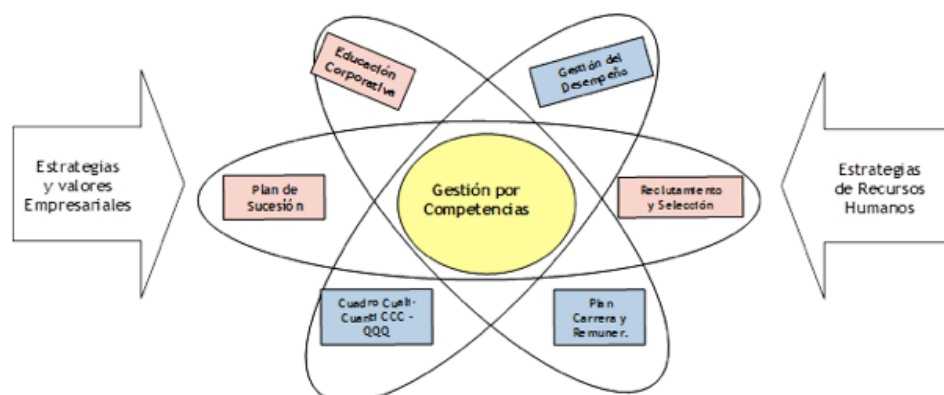 Educación
Corporativa
Gestión del
Desempeño
Estrategias
y valores
Empresariales
Plan de
Sucesión
Gestión por
Competencias
Reclutamiento
y Selección
Estrategias
de Recursos
Humanos
Cuadro Cuali-
Cuanti CCC -
QQQ
Plan
Carrera y
Remuner.